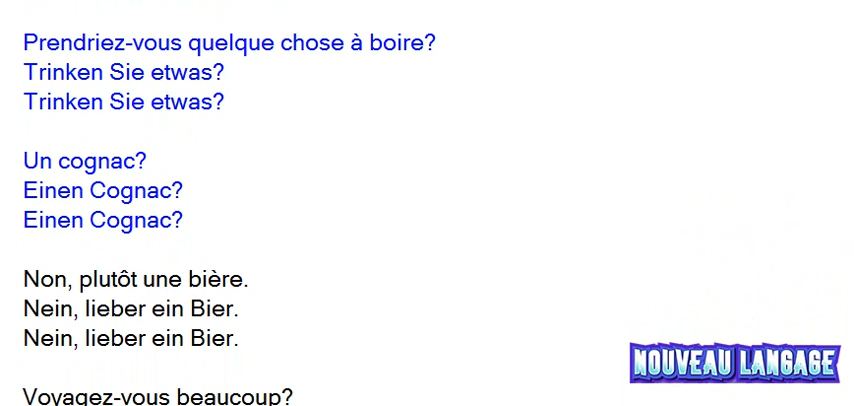 Prendriez-vous quelque chose à boire?
Trinken Sie etwas?
Trinken Sie etwas?
Un cognac?
Einen Cognac?
Einen Cognac?
Non, plutôt une bière.
Nein, lieber ein Bier.
Nein, lieber ein Bier.
NOUVEAU LANGAGE
Voyagez-vous beaucoup?